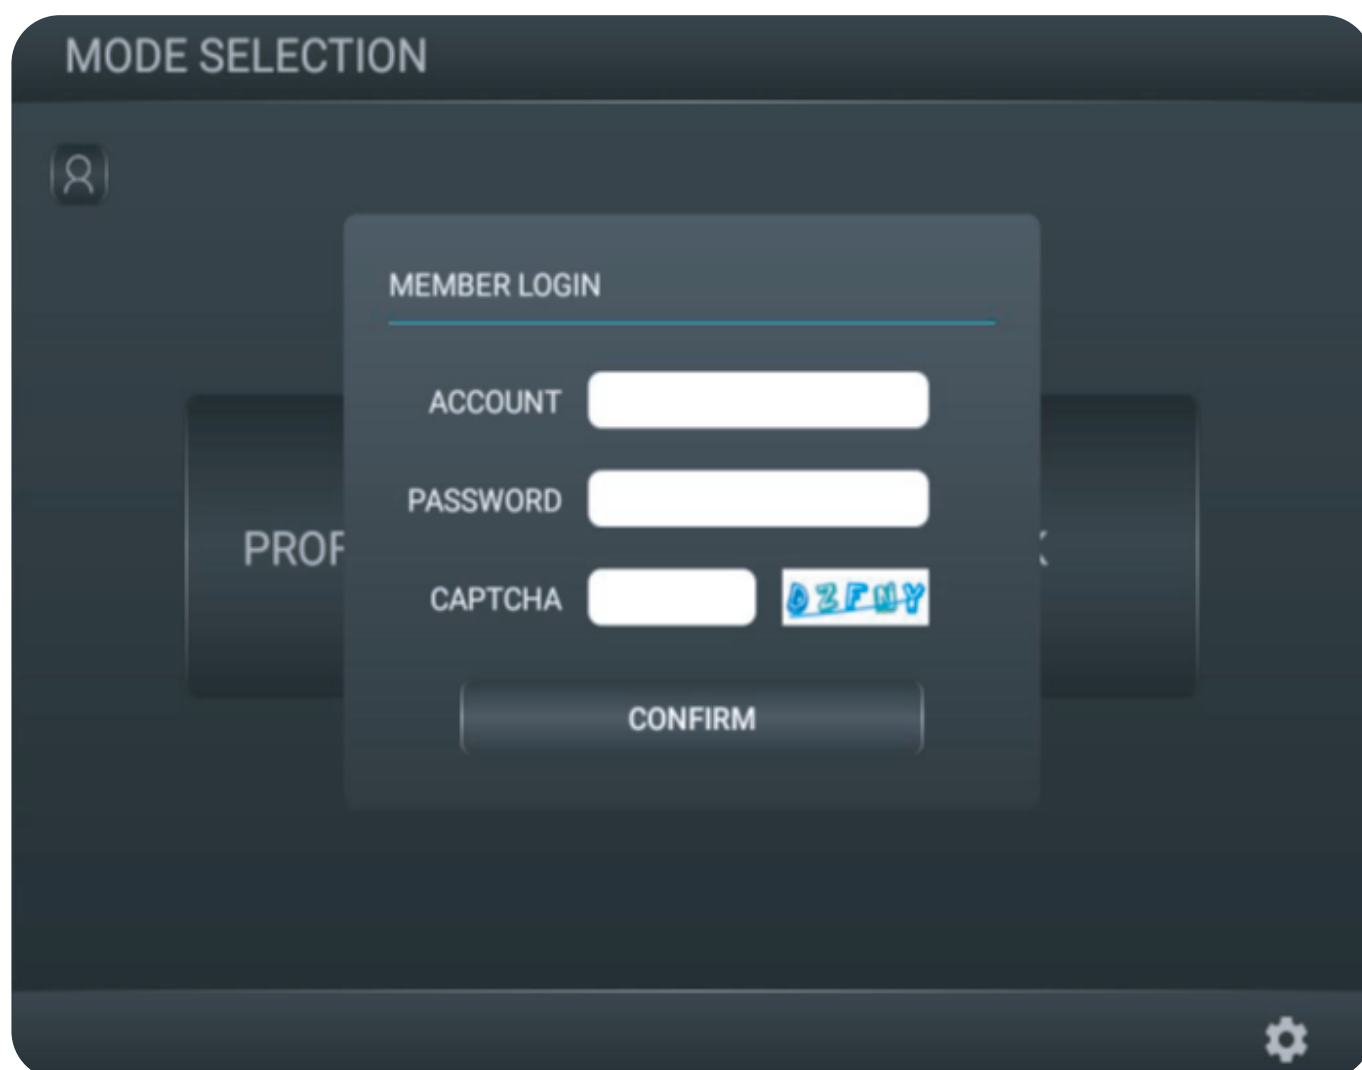 MODE SELECTION
MEMBER LOGIN
ACCOUNT
PASSWORD
PROF
CAPTCHA
CONFIRM